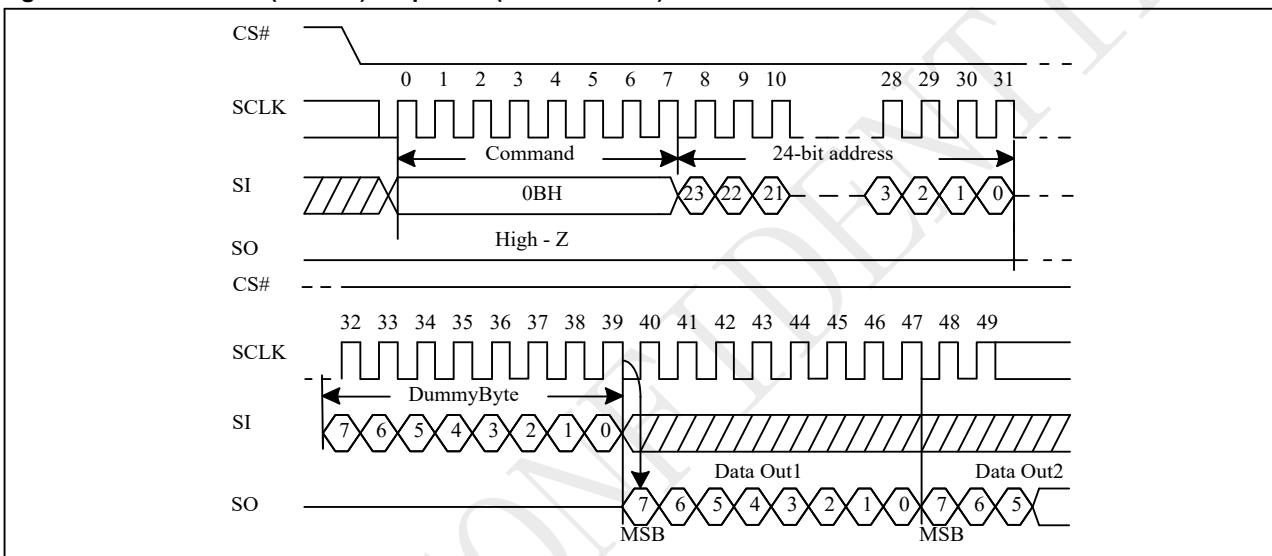 CS#
0 1 2 3 4 5 6 7 8 9 10 28 29 30 31
SCLK
Command 24-bit address
SI 0BH 23 22 21 3 2 1 0
High - Z
SO
CS#
32 33 34 35 36 37 38 39 40 41 42 43 44 45 46 47 48 49
SCLK
DummyByte
SI 7 6 5 4 3 2 1 0
Data Out1 Data Out2
SO 7 6 5 4 3 2 1 0 7 6 5
MSB MSB